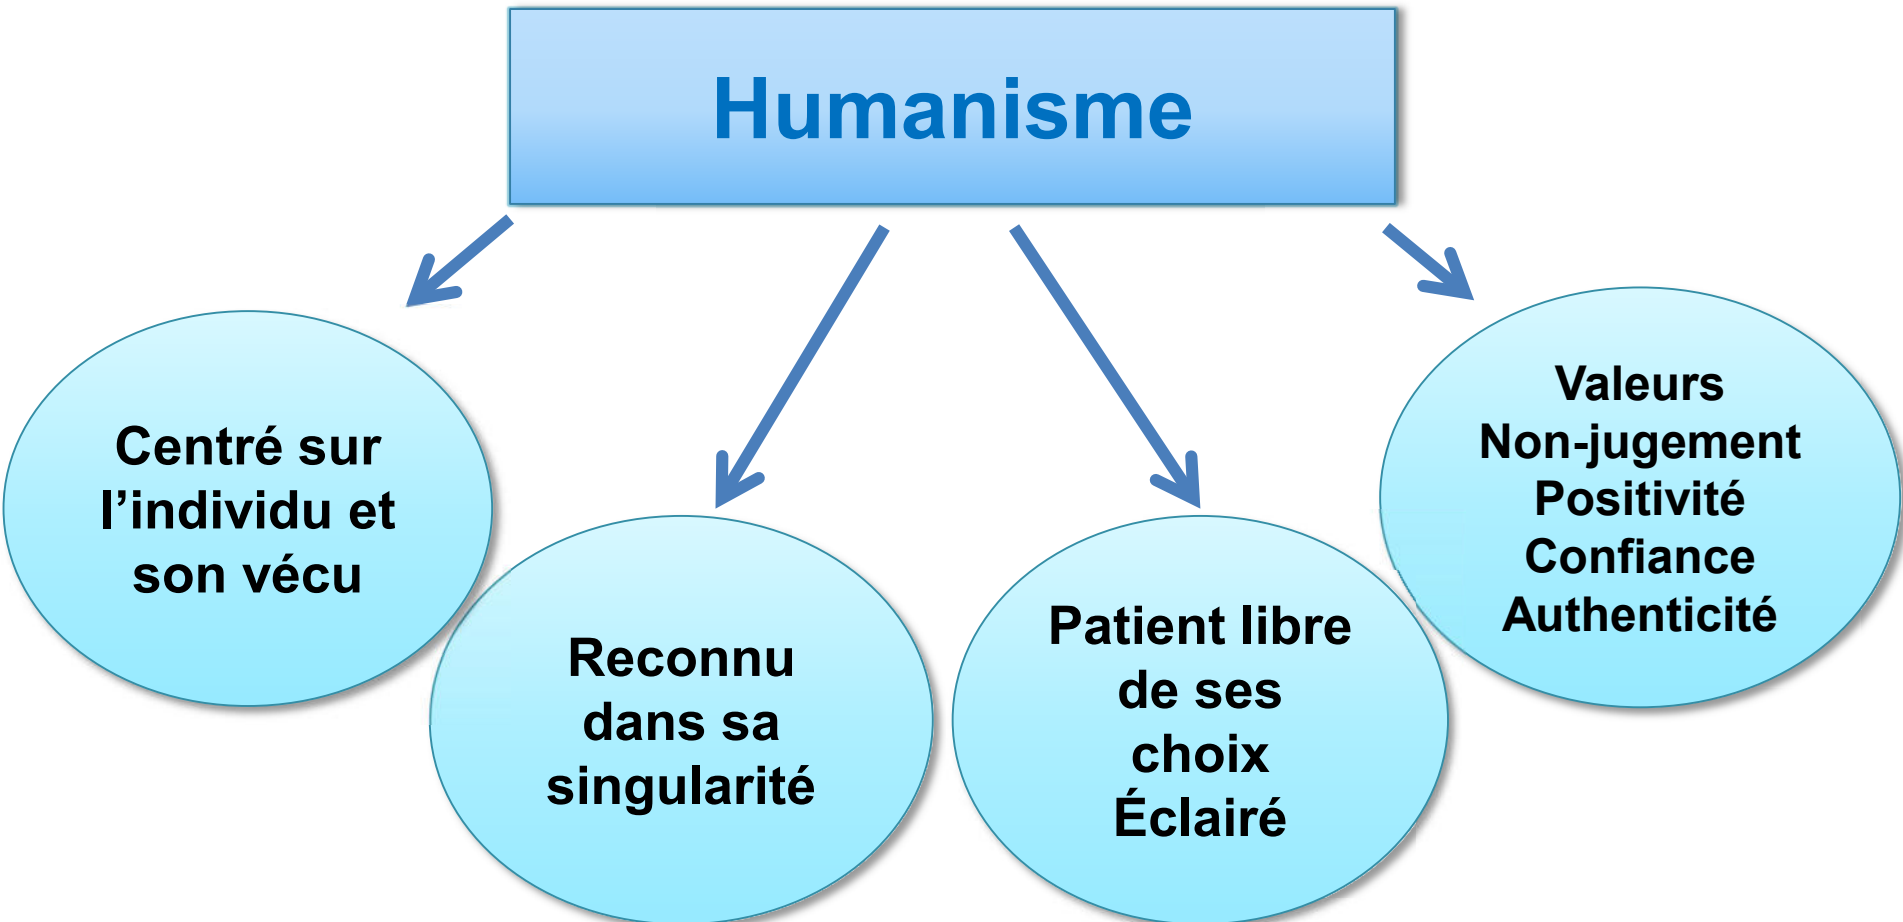 Humanisme
Centré sur
l’individu et
son vécu
Reconnu
dans sa
singularité
Patient libre
de ses
choix
Éclairé
Valeurs
Non-jugement
Positivité
Confiance
Authenticité